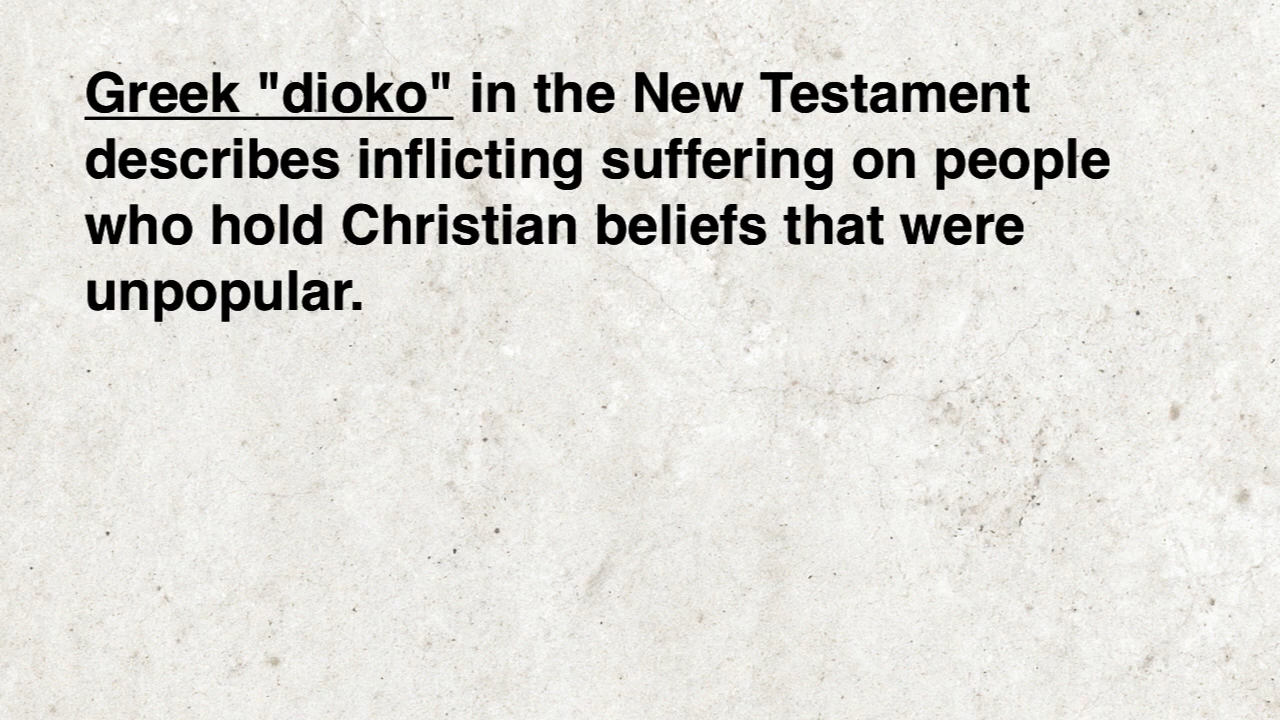 Greek "dioko" in the New Testament
describes inflicting suffering on people
who hold Christian beliefs that were
unpopular.